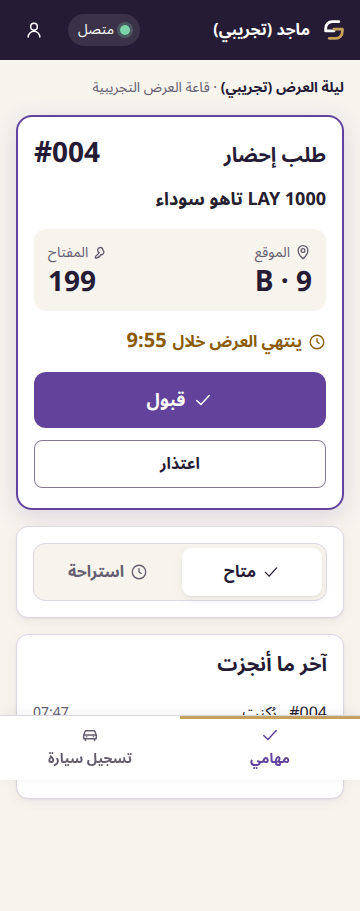 ماجد (تجريبي)
متصل
ليلة العرض (تجريبي) · قاعة العرض التجريبية
طلب إحضار
#004
LAY 1000 تاهو سوداء
الموقع
B · 9
المفتاح
199
ينتهي العرض خلال 9:55
قبول
اعتذار
متاح
استراحة
آخر ما أنجزت
#004
07:47
مهامي
تسجيل سيارة